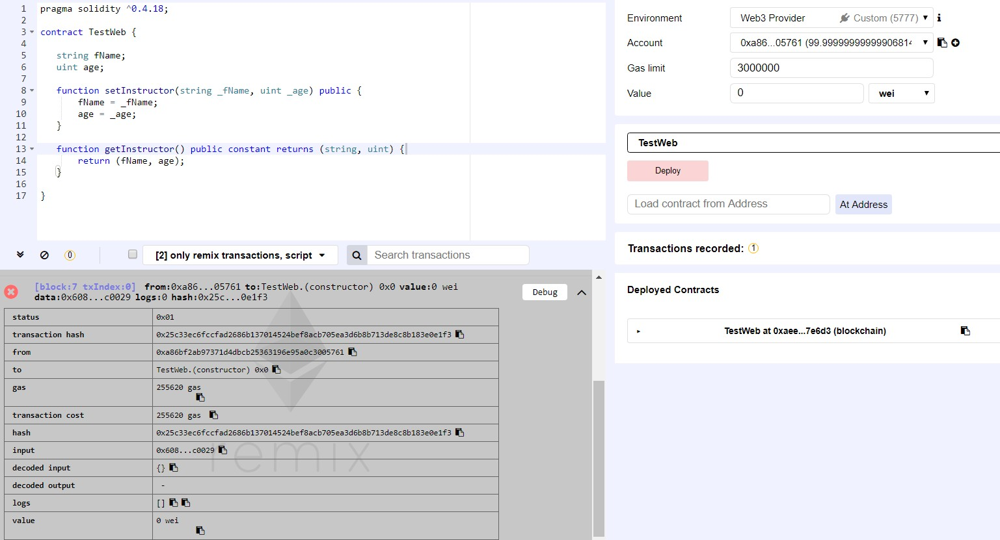 1 pragma solidity ^0.4.18;
2
3 contract TestWeb {
4
5 string fName;
6 uint age;
7
8 function setInstructor(string _fName, uint _age) public {
9 fName = _fName;
10 age = _age;
11 }
12
13 function getInstructor() public constant returns (string, uint) {
14 return (fName, age);
15 }
16
17 }
0 [2] only remix transactions, script Search transactions
[block:7 txIndex:0] from:0xa86...05761 to:TestWeb.(constructor) 0x0 value:0 wei
data:0x608...c0029 logs:0 hash:0x25c...0e1f3
Debug
status 0x01
transaction hash 0x25c33ec6fccfad2686b137014524bef8acb705ea3d6b8b713de8c8b183e0e1f3
from 0xa86bf2ab97371d4dbcb25363196e95a0c3005761
to TestWeb.(constructor) 0x0
gas 255620 gas
transaction cost 255620 gas
hash 0x25c33ec6fccfad2686b137014524bef8acb705ea3d6b8b713de8c8b183e0e1f3
input 0x608...c0029
decoded input {}
decoded output -
logs []
value 0 wei
remix
Environment Web3 Provider Custom (5777)
Account 0xa86...05761 (99.99999999999906814
Gas limit 3000000
Value 0 wei
TestWeb
Deploy
Load contract from Address At Address
Transactions recorded: 1
Deployed Contracts
TestWeb at 0xaee...7e6d3 (blockchain)